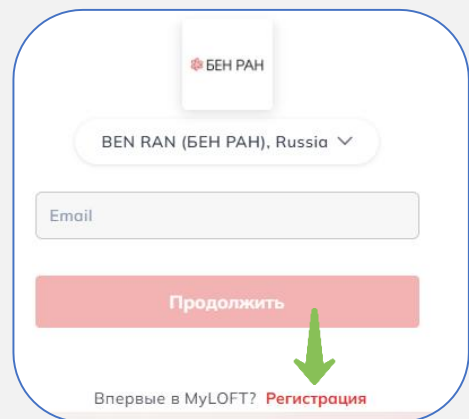 БЕН РАН
BEN RAN (БЕН РАН), Russia
Email
Продолжить
Впервые в MyLOFT? Регистрация